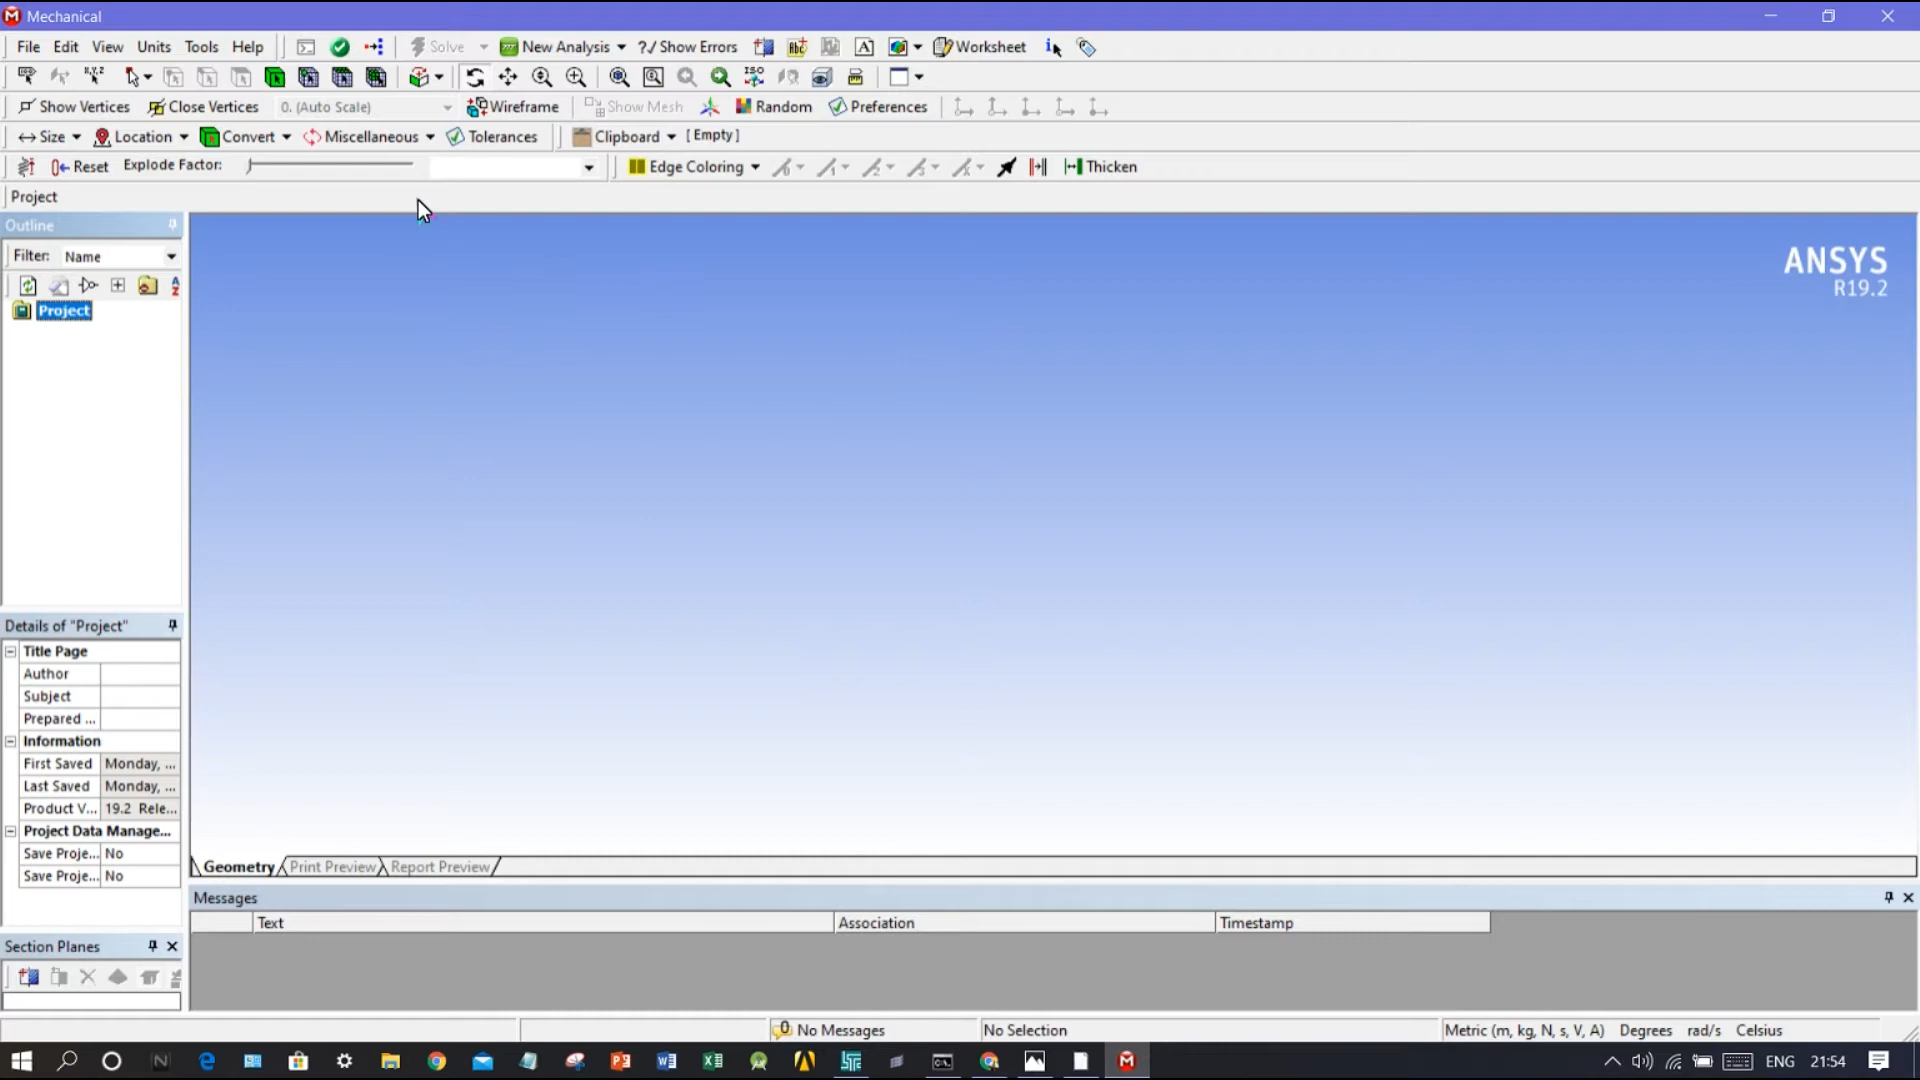 Mechanical
File Edit View Units Tools Help Solve New Analysis ?/ Show Errors Worksheet
Show Vertices Close Vertices 0. (Auto Scale) Wireframe Show Mesh Random Preferences
Size Location Convert Miscellaneous Tolerances Clipboard [ Empty ]
Reset Explode Factor: Edge Coloring Thicken
Project
Outline
Filter: Name
Project
ANSYS
R19.2
Details of "Project"
Title Page
Author
Subject
Prepared ...
Information
First Saved Monday, ...
Last Saved Monday, ...
Product V... 19.2 Rele...
Project Data Manage...
Save Proje... No
Save Proje... No
Geometry Print Preview Report Preview
Messages
Text Association Timestamp
Section Planes
No Messages No Selection Metric (m, kg, N, s, V, A) Degrees rad/s Celsius
ENG 21:54